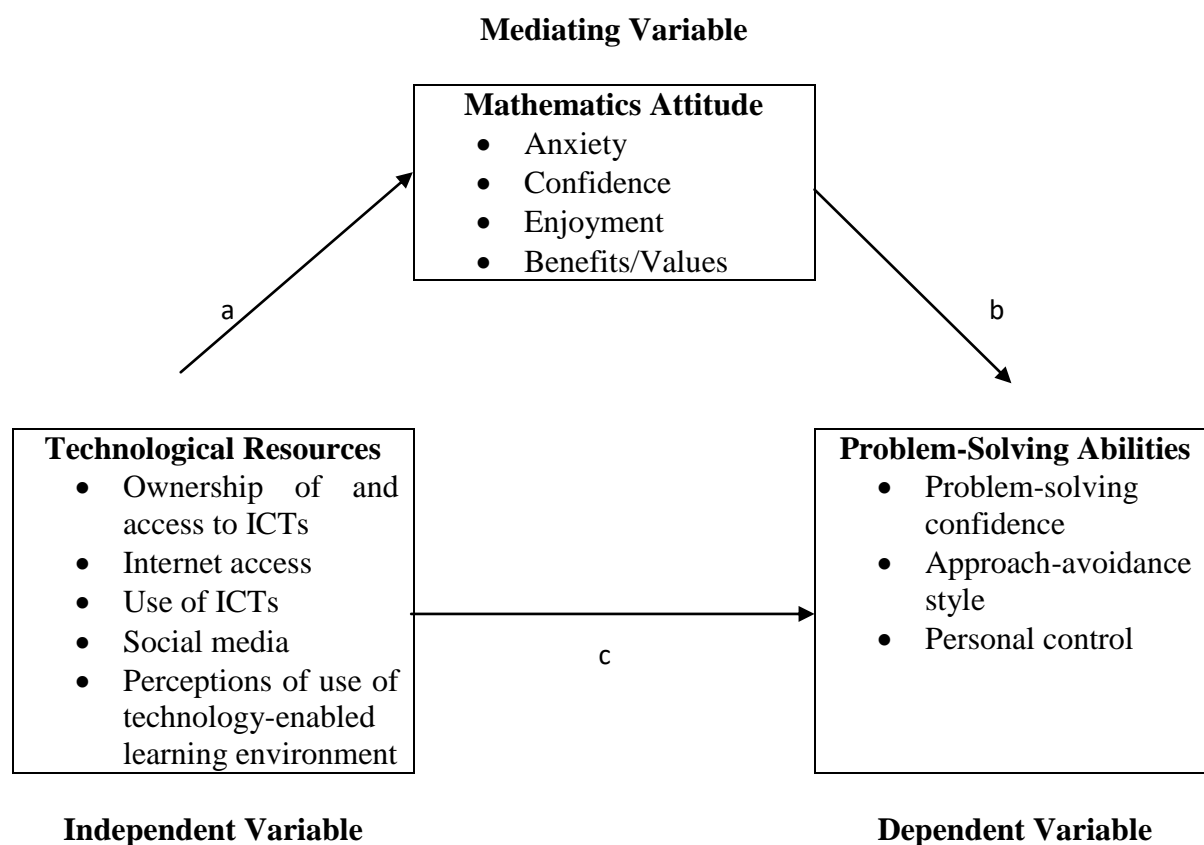 Mediating Variable
Mathematics Attitude
• Anxiety
• Confidence
• Enjoyment
• Benefits/Values
a
b
Technological Resources
• Ownership of and
access to ICTs
• Internet access
• Use of ICTs
• Social media
• Perceptions of use of
technology-enabled
learning environment
c
Problem-Solving Abilities
• Problem-solving
confidence
• Approach-avoidance
style
• Personal control
Independent Variable
Dependent Variable